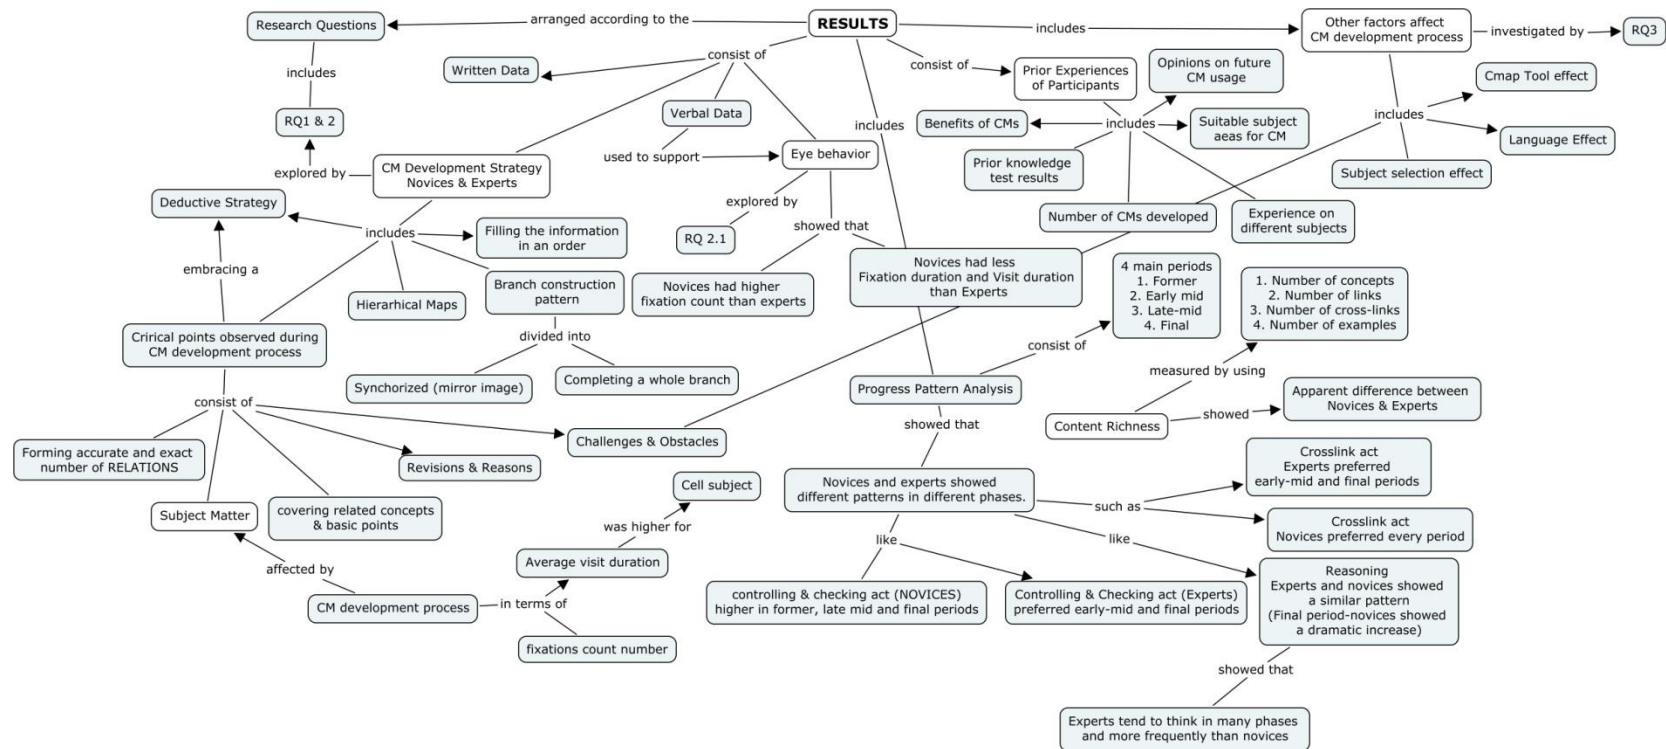 RESULTS
arranged according to the
Research Questions
includes
RQ1 & 2
explored by
consist of
Written Data
Verbal Data
used to support
Eye behavior
CM Development Strategy
Novices & Experts
explored by
RQ 2.1
showed that
Novices had higher
fixation count than experts
Novices had less
Fixation duration and Visit duration
than Experts
includes
Deductive Strategy
Filling the information
in an order
Hierarhical Maps
Branch construction
pattern
divided into
Synchorized (mirror image)
Completing a whole branch
embracing a
Crirical points observed during
CM development process
consist of
Forming accurate and exact
number of RELATIONS
Subject Matter
covering related concepts
& basic points
Revisions & Reasons
Challenges & Obstacles
affected by
CM development process
in terms of
Average visit duration
was higher for
Cell subject
fixations count number
consist of
Prior Experiences
of Participants
includes
Opinions on future
CM usage
Benefits of CMs
Suitable subject
aeas for CM
Prior knowledge
test results
Number of CMs developed
Experience on
different subjects
includes
Other factors affect
CM development process
investigated by
RQ3
includes
Cmap Tool effect
Language Effect
Subject selection effect
includes
Progress Pattern Analysis
consist of
4 main periods
1. Former
2. Early mid
3. Late-mid
4. Final
showed that
Novices and experts showed
different patterns in different phases.
like
controlling & checking act (NOVICES)
higher in former, late mid and final periods
Controlling & Checking act (Experts)
preferred early-mid and final periods
such as
Crosslink act
Experts preferred
early-mid and final periods
Crosslink act
Novices preferred every period
like
Reasoning
Experts and novices showed
a similar pattern
(Final period-novices showed
a dramatic increase)
showed that
Experts tend to think in many phases
and more frequently than novices
Content Richness
measured by using
1. Number of concepts
2. Number of links
3. Number of cross-links
4. Number of examples
showed
Apparent difference between
Novices & Experts